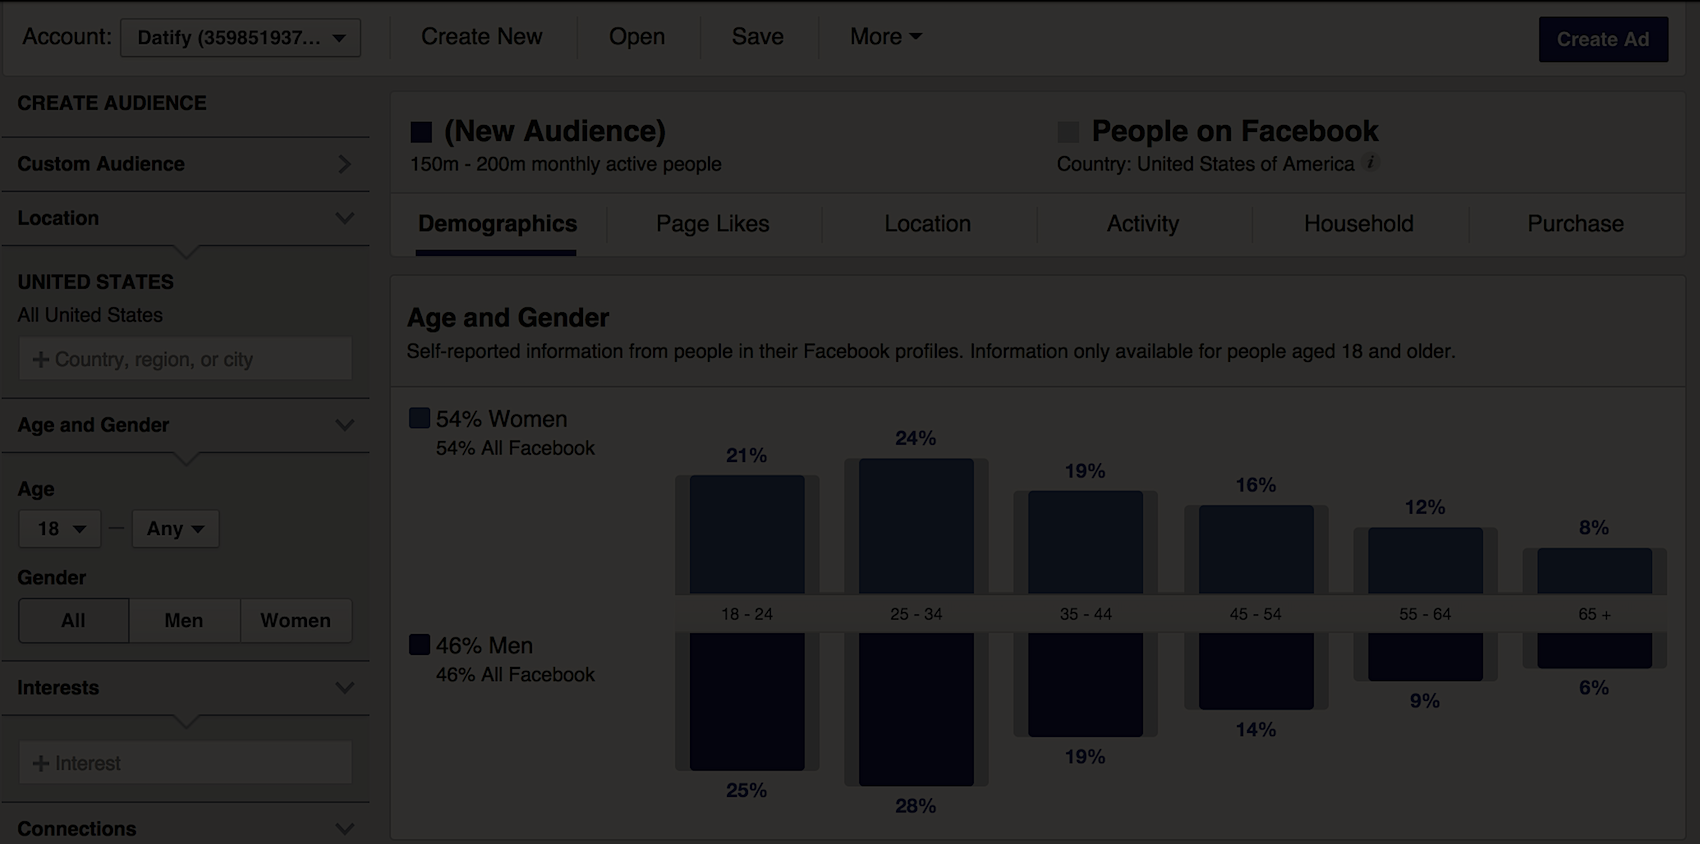 Account: Datify (359851937... Create New Open Save More Create Ad
CREATE AUDIENCE
Custom Audience
Location
UNITED STATES
All United States
+ Country, region, or city
Age and Gender
Age
18 — Any
Gender
All Men Women
Interests
+ Interest
Connections
(New Audience)
150m - 200m monthly active people
People on Facebook
Country: United States of America i
Demographics Page Likes Location Activity Household Purchase
Age and Gender
Self-reported information from people in their Facebook profiles. Information only available for people aged 18 and older.
54% Women
54% All Facebook
21% 24% 19% 16% 12% 8%
18 - 24 25 - 34 35 - 44 45 - 54 55 - 64 65 +
46% Men
46% All Facebook
25% 28% 19% 14% 9% 6%